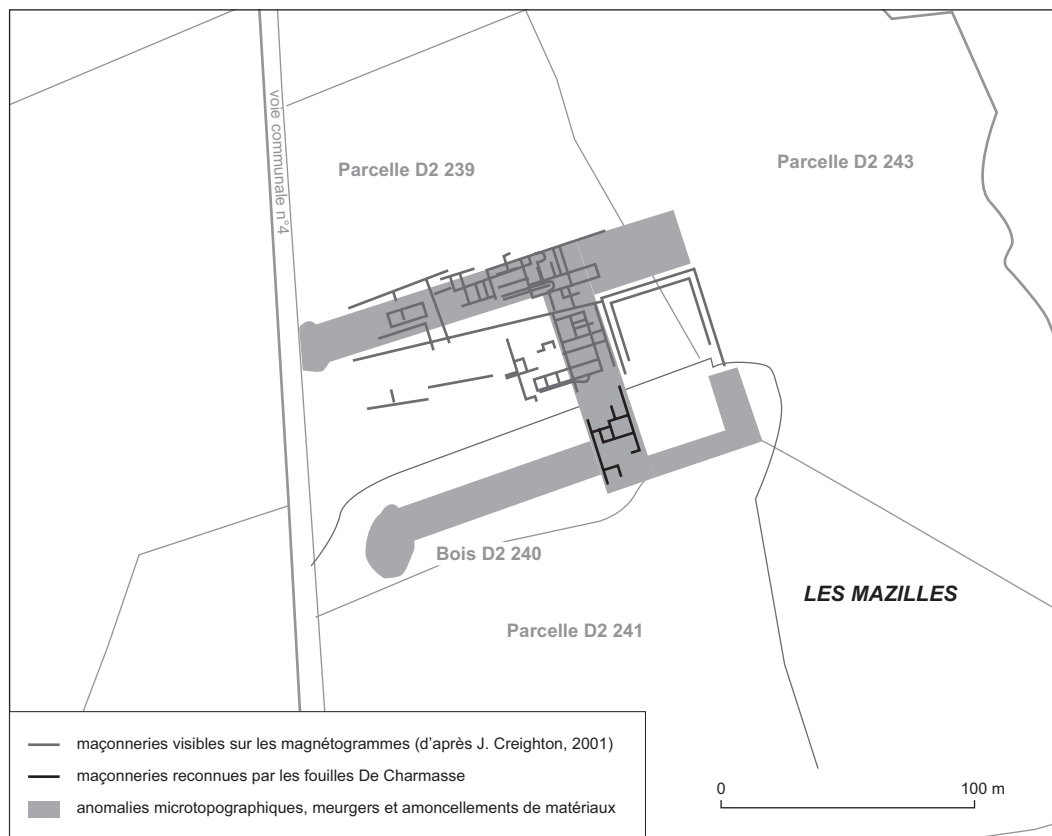 voie communale n°4
Parcelle D2 239
Parcelle D2 243
Bois D2 240
LES MAZILLES
Parcelle D2 241
maçonneries visibles sur les magnétogrammes (d'après J. Creighton, 2001)
maçonneries reconnues par les fouilles De Charmasse
anomalies microtopographiques, meurgers et amoncellements de matériaux
0 100 m